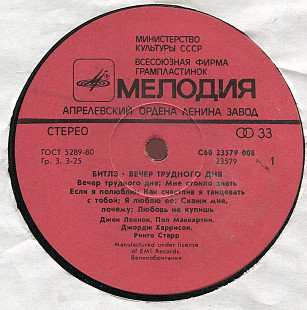 МИНИСТЕРСТВО
КУЛЬТУРЫ СССР
ВСЕСОЮЗНАЯ ФИРМА
ГРАМПЛАСТИНОК
МЕЛОДИЯ
АПРЕЛЕВСКИЙ ОРДЕНА ЛЕНИНА ЗАВОД
СТЕРЕО
33
ГОСТ 5289-80
Гр. 3. 3-25
С60 23579 008
23579
1
БИТЛЗ - ВЕЧЕР ТРУДНОГО ДНЯ
Вечер трудного дня; Мне стоило знать
Если я полюблю; Как счастлив я танцевать
с тобой; Я люблю ее; Скажи мне,
почему; Любовь не купишь
Джон Леннон, Пол Маккартни,
Джордж Харрисон,
Ринго Старр
Manufactured under license
of EMI Records,
Великобритания